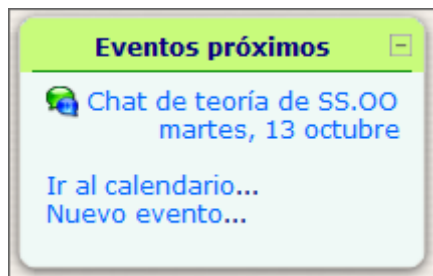 Eventos próximos
Chat de teoría de SS.OO
martes, 13 octubre
Ir al calendario...
Nuevo evento...